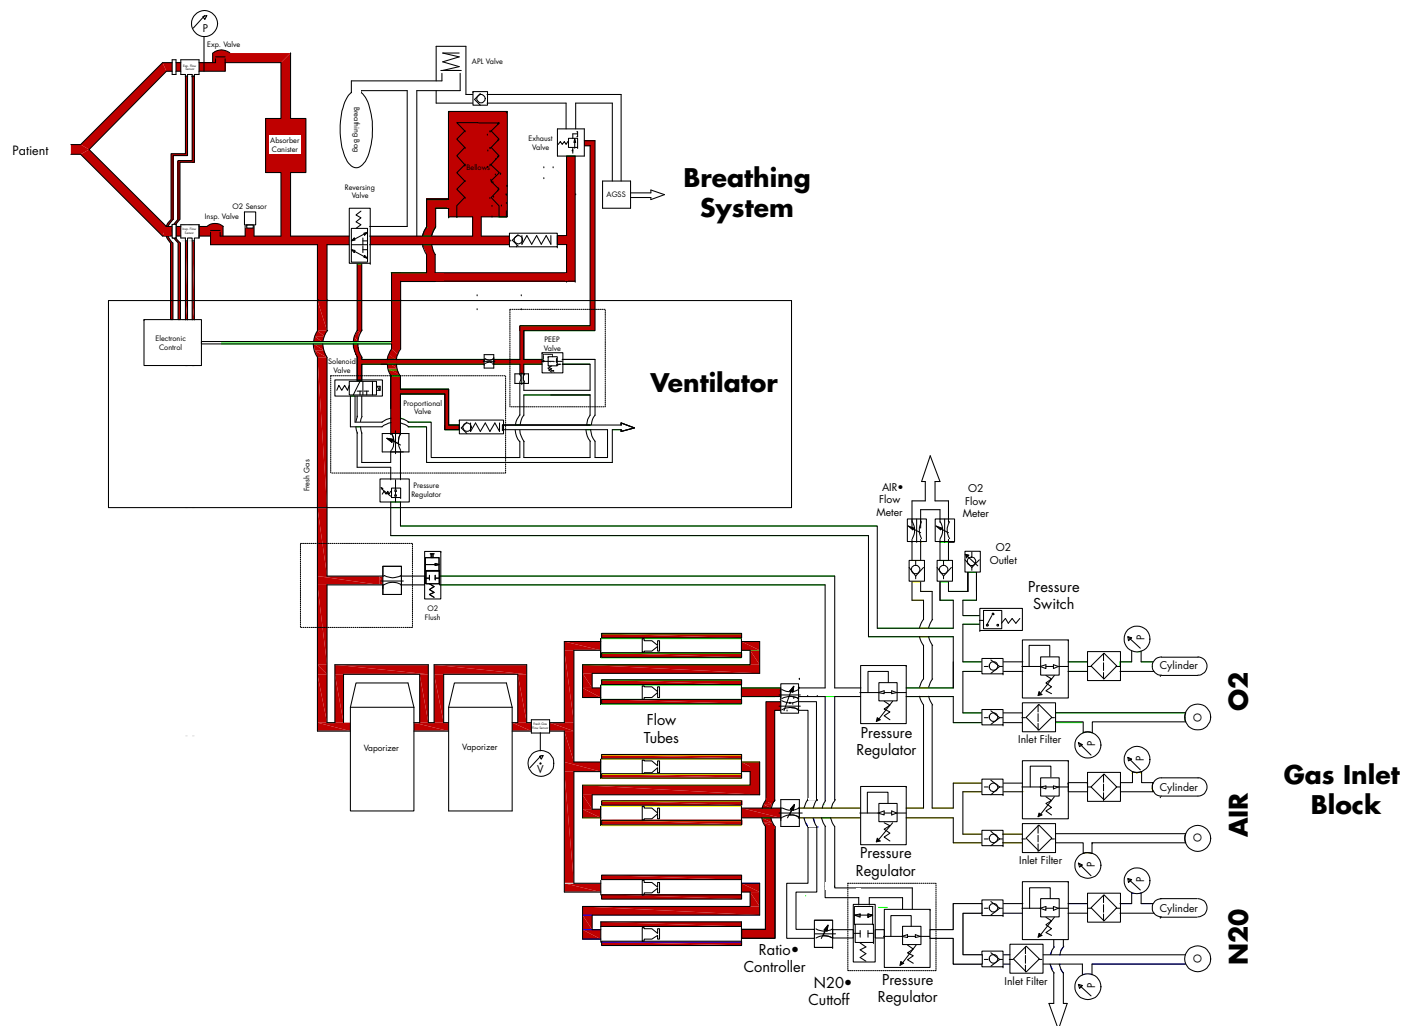 P
Exp. Valve
APL Valve
Breathing Bag
Absorber
Canister
Exhaust
Valve
Patient
Bellows
Breathing
System
Reversing
Valve
AGSS
O2 Sensor
Insp. Valve
Electronic
Control
PEEP
Valve
Solenoid
Valve
Ventilator
Proportional
Valve
Fresh Gas
Pressure
Regulator
AIR•
Flow
Meter
O2
Flow
Meter
O2
Outlet
Pressure
Switch
O2
Flush
P
Cylinder
O2
Flow
Tubes
Vaporizer
Vaporizer
Pressure
Regulator
Inlet Filter
P
V
P
Cylinder
AIR
Gas Inlet
Block
Pressure
Regulator
Inlet Filter
P
P
Cylinder
N20
Ratio•
Controller
N20•
Cuttoff
Pressure
Regulator
Inlet Filter
P